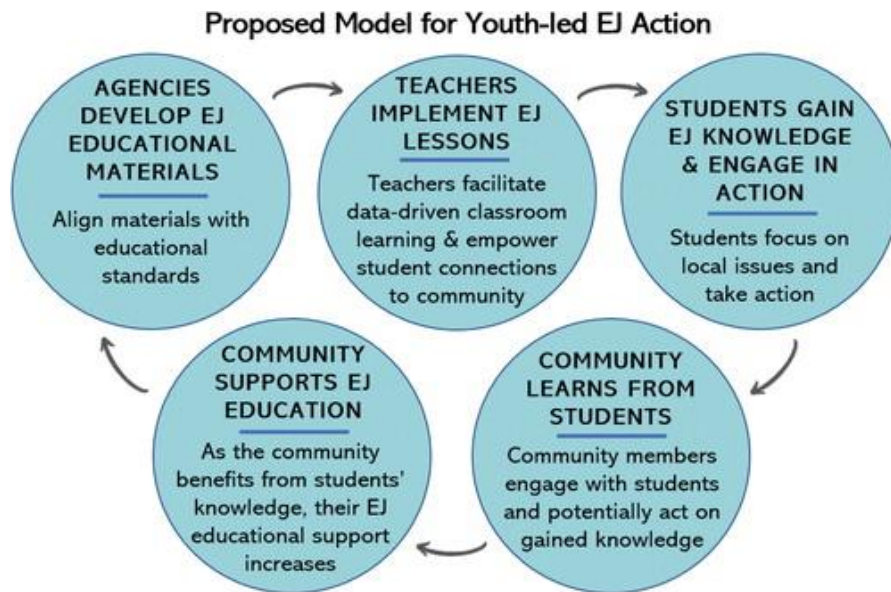 Proposed Model for Youth-led EJ Action
AGENCIES
DEVELOP EJ
EDUCATIONAL
MATERIALS
Align materials with
educational
standards
TEACHERS
IMPLEMENT EJ
LESSONS
Teachers facilitate
data-driven classroom
learning & empower
student connections
to community
STUDENTS GAIN
EJ KNOWLEDGE
& ENGAGE IN
ACTION
Students focus on
local issues and
take action
COMMUNITY
LEARNS FROM
STUDENTS
Community members
engage with students
and potentially act on
gained knowledge
COMMUNITY
SUPPORTS EJ
EDUCATION
As the community
benefits from students'
knowledge, their EJ
educational support
increases